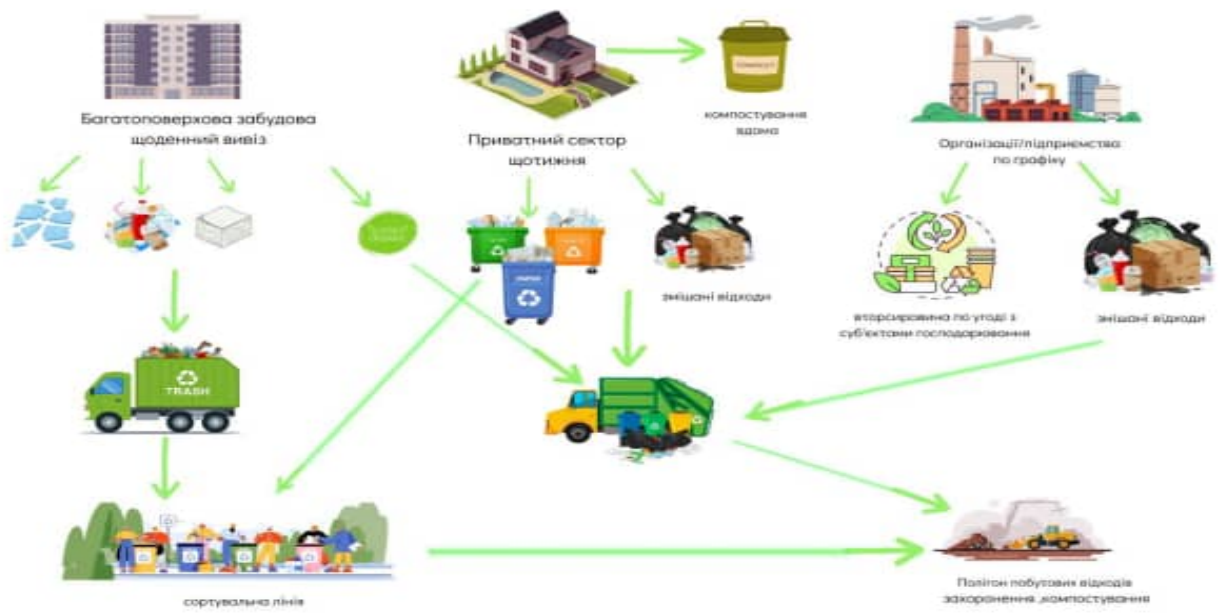 Багатоповерхова забудова
щоденний вивіз
Приватний сектор
щотижня
компостування
вдома
Організації/підприємства
по графіку
змішані відходи
вторсировина по угоді з
суб'єктами господарювання
змішані відходи
TRASH
сортувальна лінія
Полігон побутових відходів
захоронення ,компостування